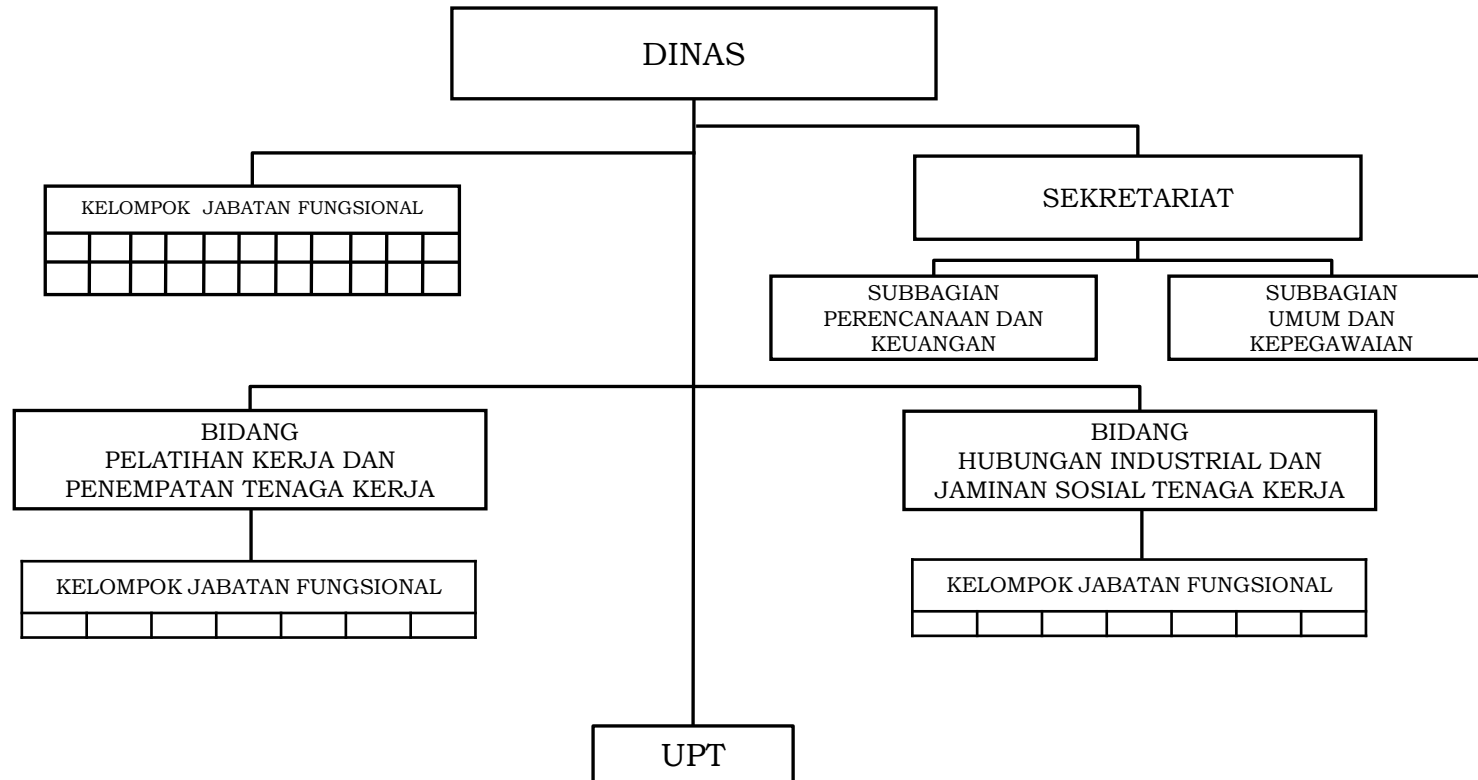 DINAS
KELOMPOK JABATAN FUNGSIONAL
SEKRETARIAT
SUBBAGIAN
PERENCANAAN DAN
KEUANGAN
SUBBAGIAN
UMUM DAN
KEPEGAWAIAN
BIDANG
PELATIHAN KERJA DAN
PENEMPATAN TENAGA KERJA
BIDANG
HUBUNGAN INDUSTRIAL DAN
JAMINAN SOSIAL TENAGA KERJA
KELOMPOK JABATAN FUNGSIONAL
KELOMPOK JABATAN FUNGSIONAL
UPT